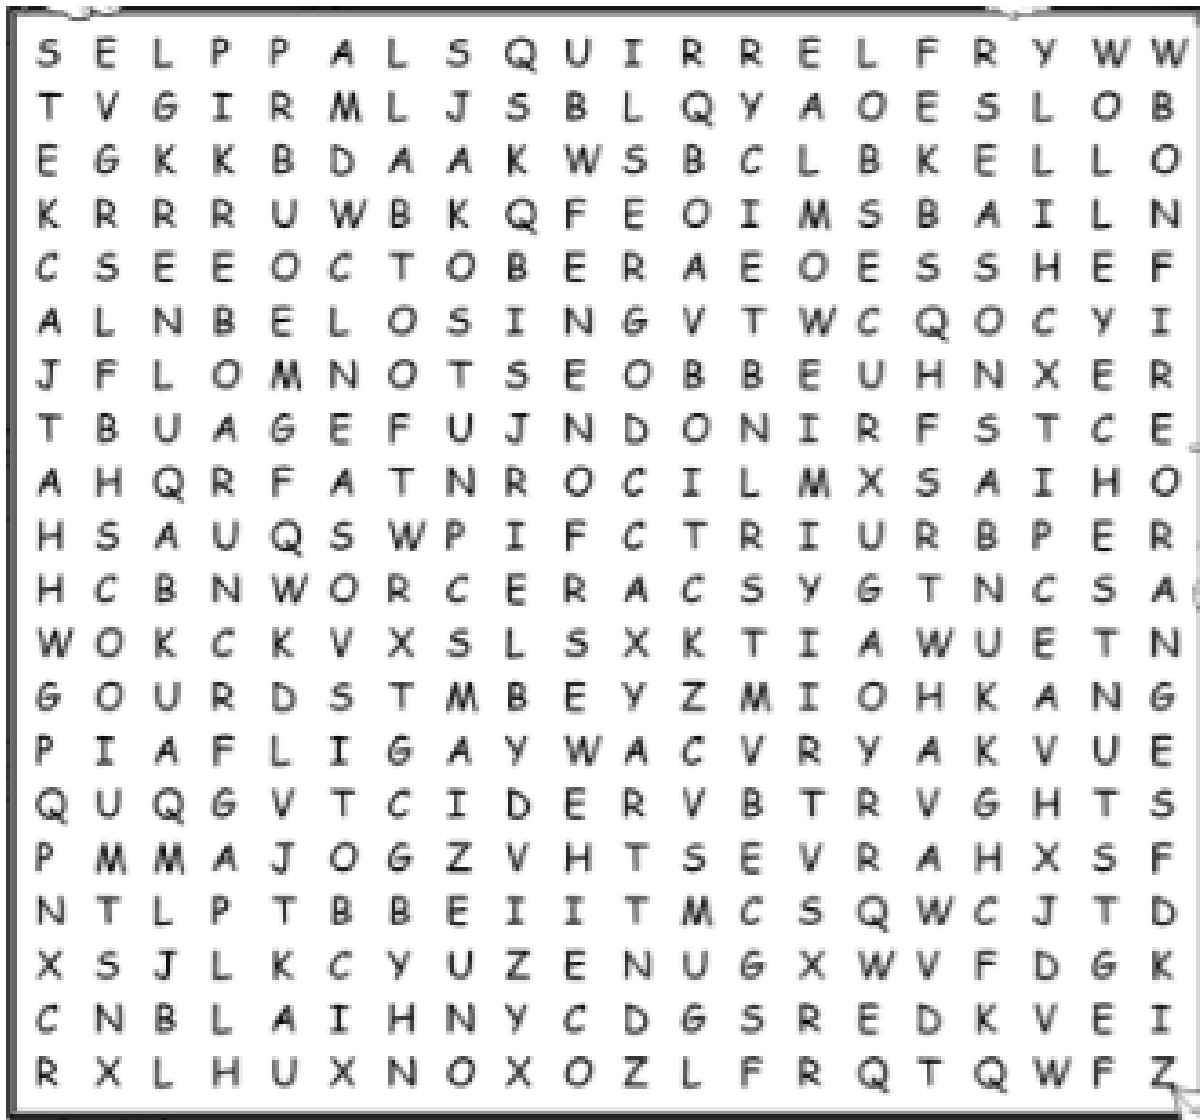 S E L P P A L S Q U I R R E L F R Y W W
T V G I R M L J S B L Q Y A O E S L O B
E G K K B D A A K W S B C L B K E L L O
K R R R U W B K Q F E O I M S B A I L N
C S E E O C T O B E R A E O E S S H E F
A L N B E L O S I N G V T W C Q O C Y I
J F L O M N O T S E O B B E U H N X E R
T B U A G E F U J N D O N I R F S T C E
A H Q R F A T N R O C I L M X S A I H O
H S A U Q S W P I F C T R I U R B P E R
H C B N W O R C E R A C S Y G T N C S A
W O K C K V X S L S X K T I A W U E T N
G O U R D S T M B E Y Z M I O H K A N G
P I A F L I G A Y W A C V R Y A K V U E
Q U Q G V T C I D E R V B T R V G H T S
P M M A J O G Z V H T S E V R A H X S F
N T L P T B B E I I T M C S Q W C J T D
X S J L K C Y U Z E N U G X W V F D G K
C N B L A I H N Y C D G S R E D K V E I
R X L H U X N O X O Z L F R Q T Q W F Z